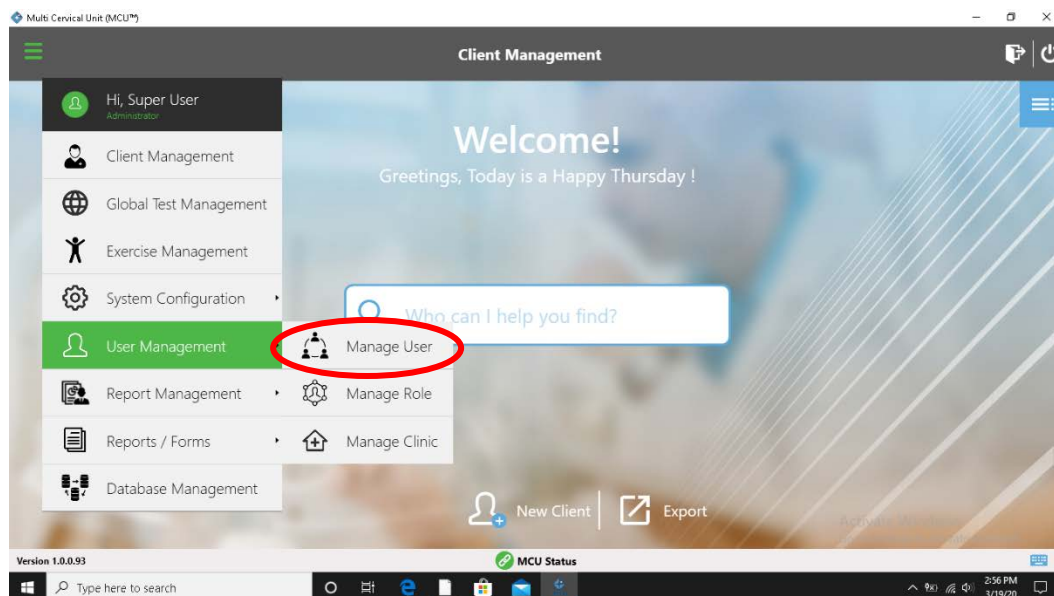 Multi Cervical Unit (MCU™)
Client Management
Hi, Super User
Administrator
Client Management
Global Test Management
Exercise Management
System Configuration
User Management
Report Management
Reports / Forms
Database Management
Manage User
Manage Role
Manage Clinic
Welcome!
Greetings, Today is a Happy Thursday !
Who can I help you find?
New Client
Export
Version 1.0.0.93
MCU Status
Type here to search
2:56 PM
3/19/20